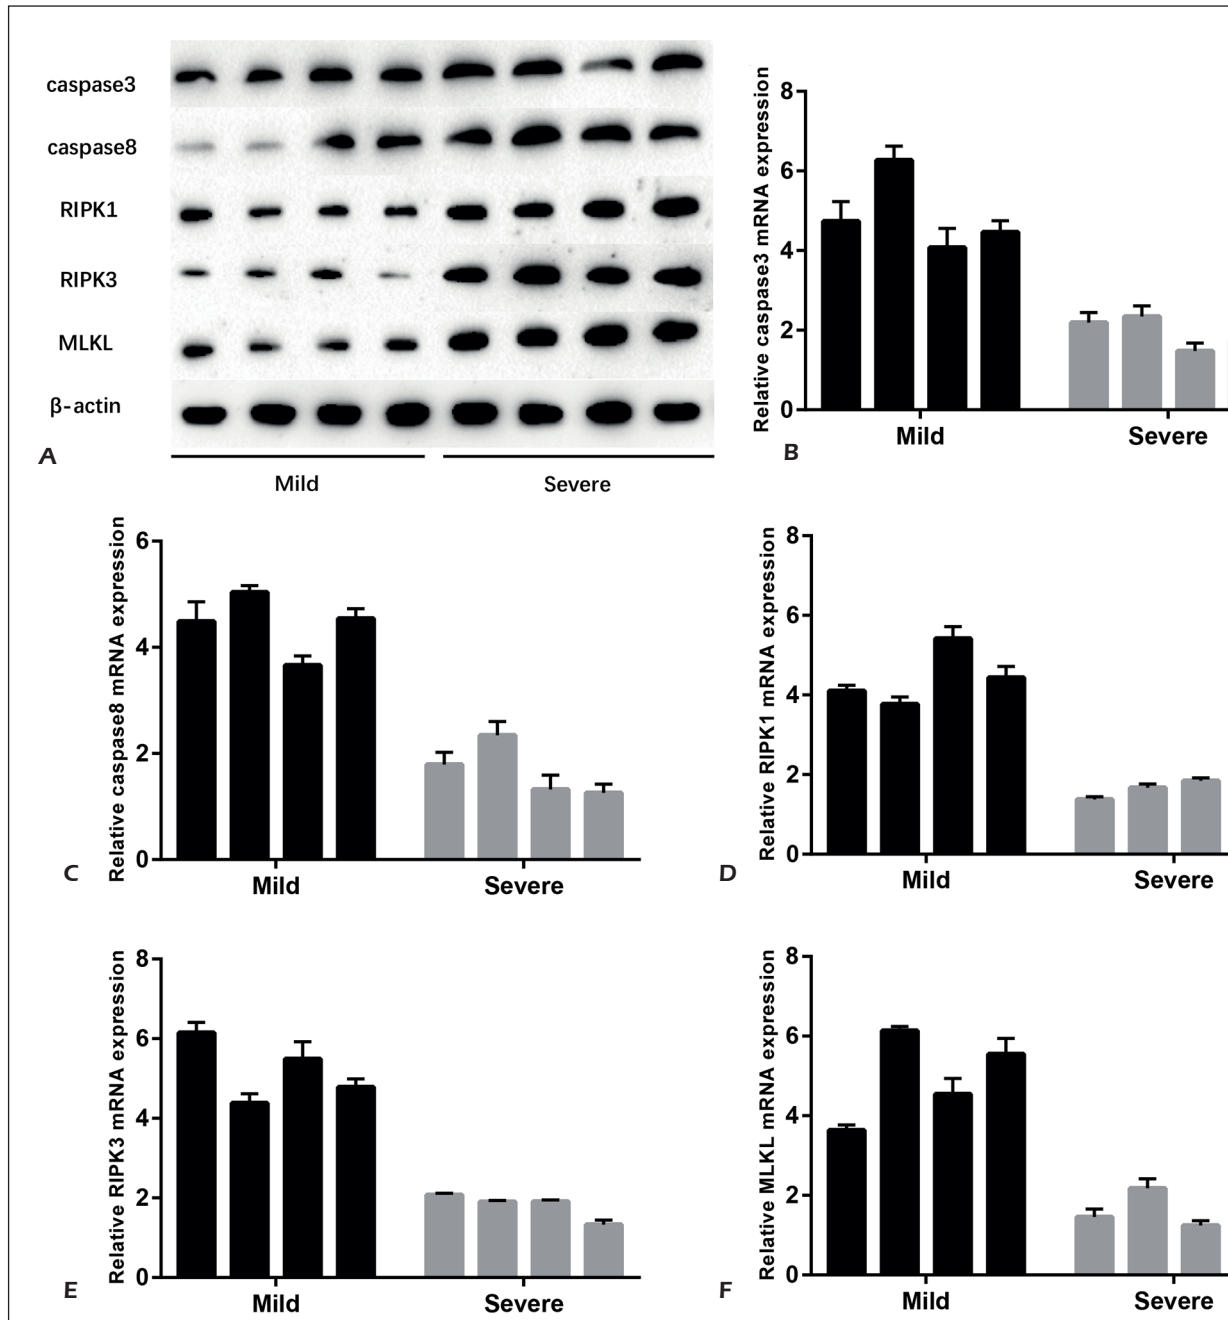 caspase3
caspase8
RIPK1
RIPK3
MLKL
β-actin
A
Mild
Severe
Relative caspase3 mRNA expression
8
6
4
2
0
Mild
Severe
B
Relative caspase8 mRNA expression
6
4
2
0
Mild
Severe
C
Relative RIPK1 mRNA expression
8
6
4
2
0
Mild
Severe
D
Relative RIPK3 mRNA expression
8
6
4
2
0
Mild
Severe
E
Relative MLKL mRNA expression
8
6
4
2
0
Mild
Severe
F